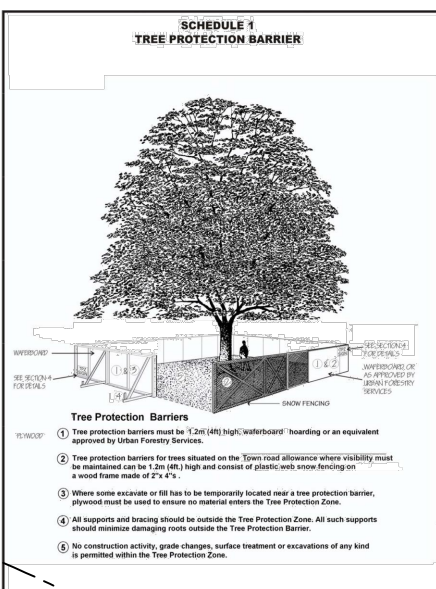 SCHEDULE 1
TREE PROTECTION BARRIER
WAFERBOARD
SEE SECTION 4
FOR DETAILS
1 & 3
2
1 & 2
SEE SECTION 4
FOR DETAILS
WAFERBOARD, OR
AS APPROVED BY
URBAN FORESTRY
SERVICES
SNOW FENCING
Tree Protection Barriers
"PLYWOOD"
1 Tree protection barriers must be 1.2m (4ft) high, waferboard hoarding or an equivalent
approved by Urban Forestry Services.
2 Tree protection barriers for trees situated on the Town road allowance where visibility must
be maintained can be 1.2m (4ft.) high and consist of plastic web snow fencing on
a wood frame made of 2"x 4"s .
3 Where some excavate or fill has to be temporarily located near a tree protection barrier,
plywood must be used to ensure no material enters the Tree Protection Zone.
4 All supports and bracing should be outside the Tree Protection Zone. All such supports
should minimize damaging roots outside the Tree Protection Barrier.
5 No construction activity, grade changes, surface treatment or excavations of any kind
is permitted within the Tree Protection Zone.